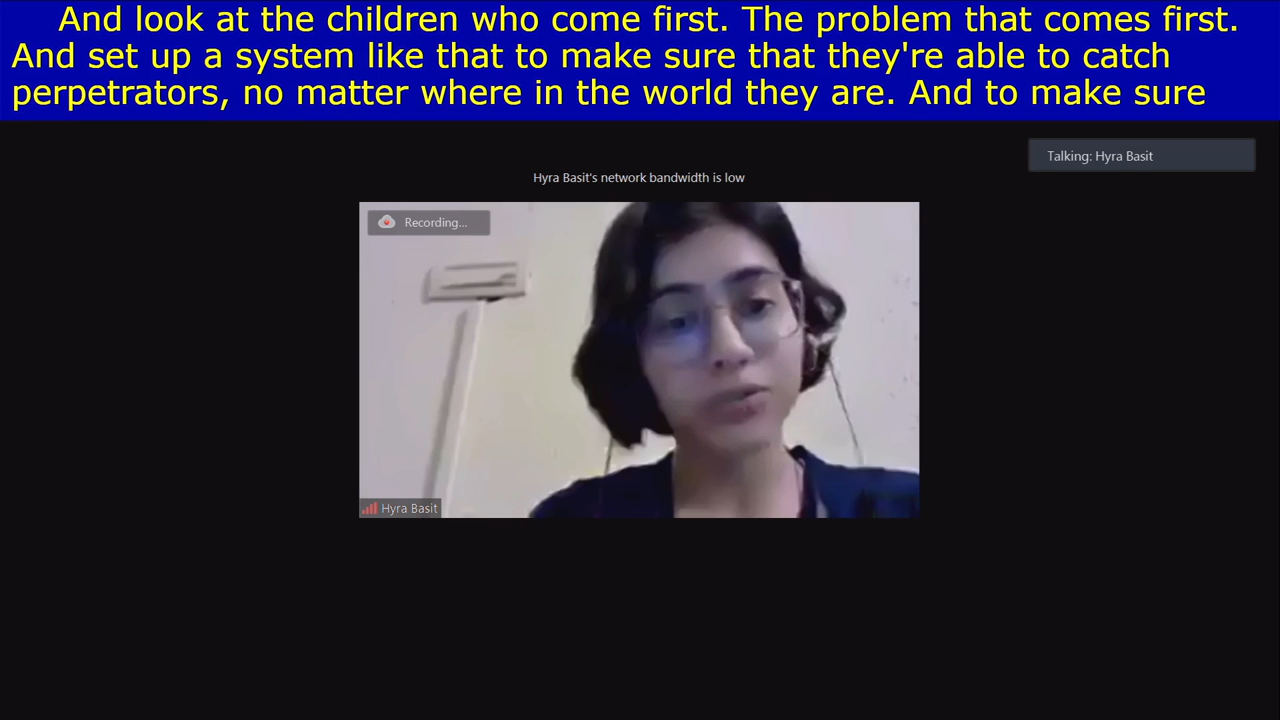 And look at the children who come first. The problem that comes first.
And set up a system like that to make sure that they're able to catch
perpetrators, no matter where in the world they are. And to make sure
Talking: Hyra Basit
Hyra Basit's network bandwidth is low
Recording...
Hyra Basit